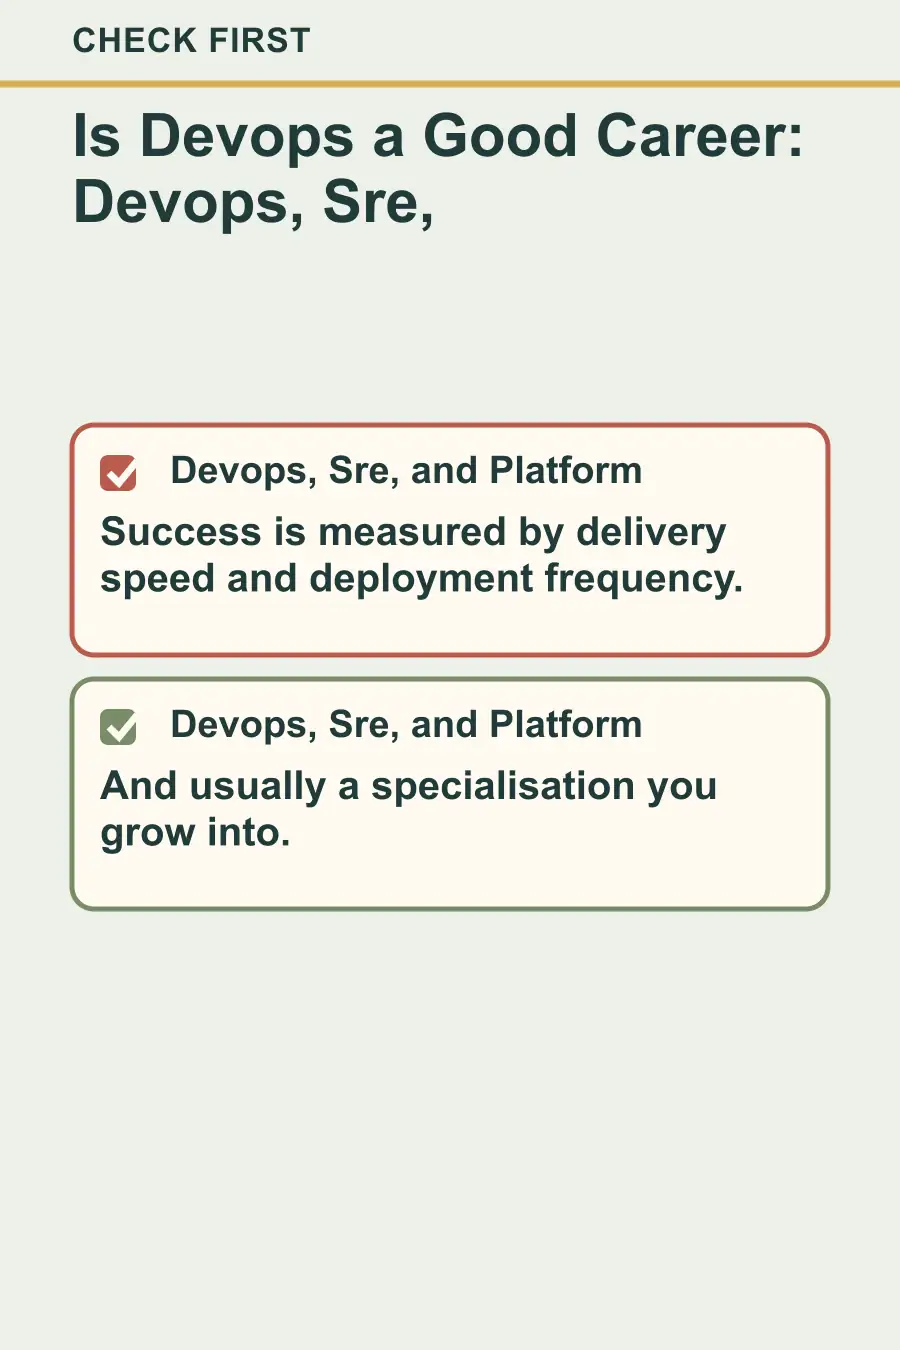 CHECK FIRST
Is Devops a Good Career:
Devops, Sre,
Devops, Sre, and Platform
Success is measured by delivery
speed and deployment frequency.
Devops, Sre, and Platform
And usually a specialisation you
grow into.